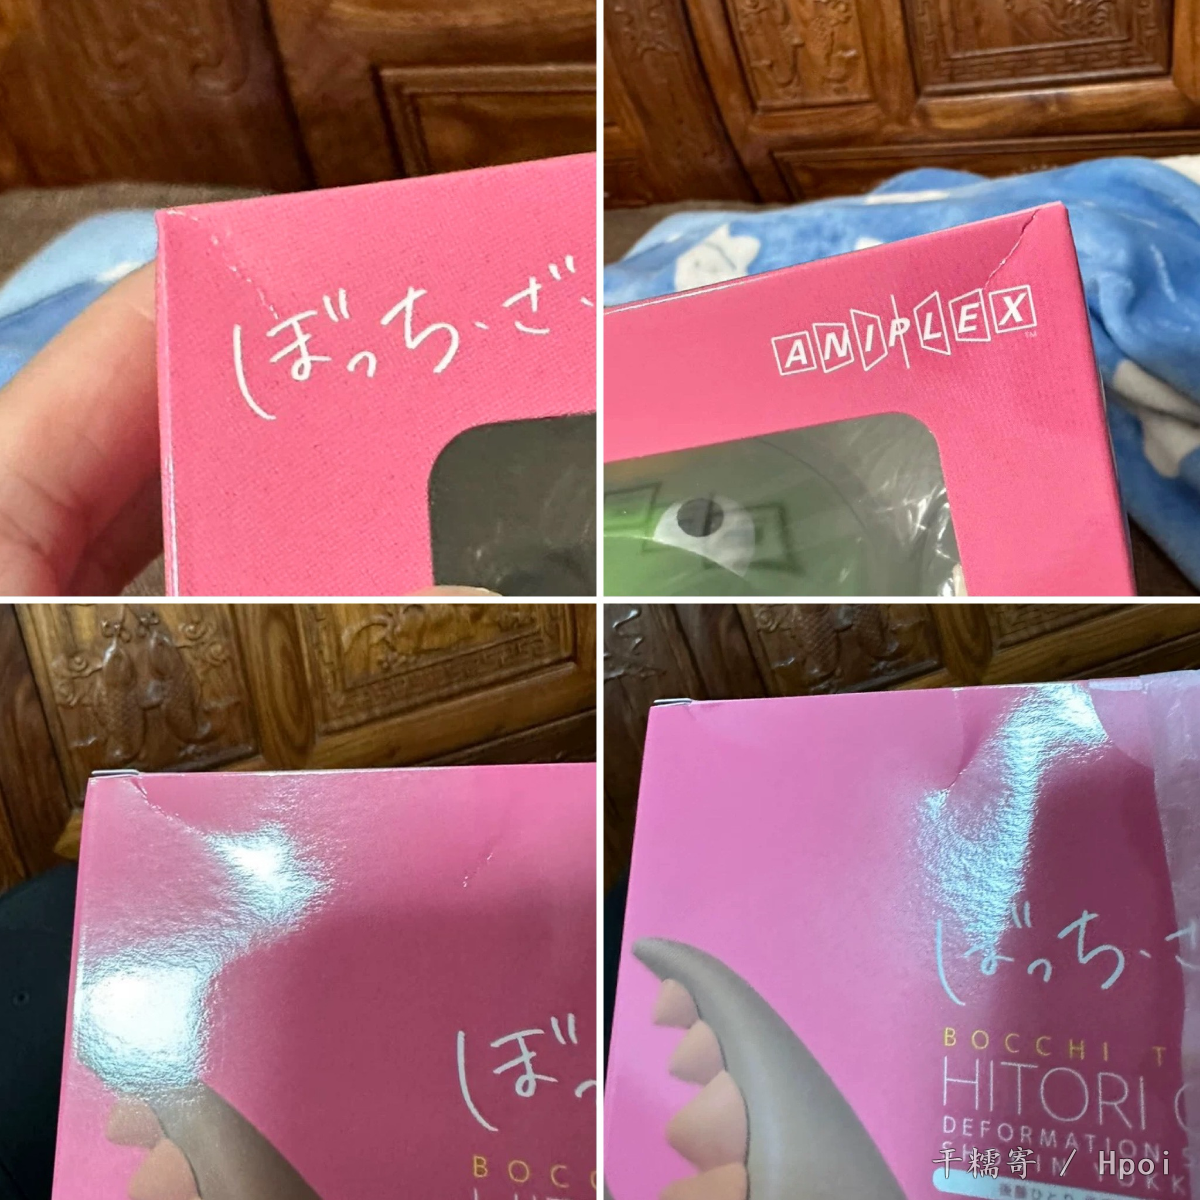 ぼっち・ざ・
ANIPLEX
TM
ぼっ
BOCC
ぼっち・ざ
BOCCHI T
HITORI
DEFORMATION
干糯寄 / Hpoi